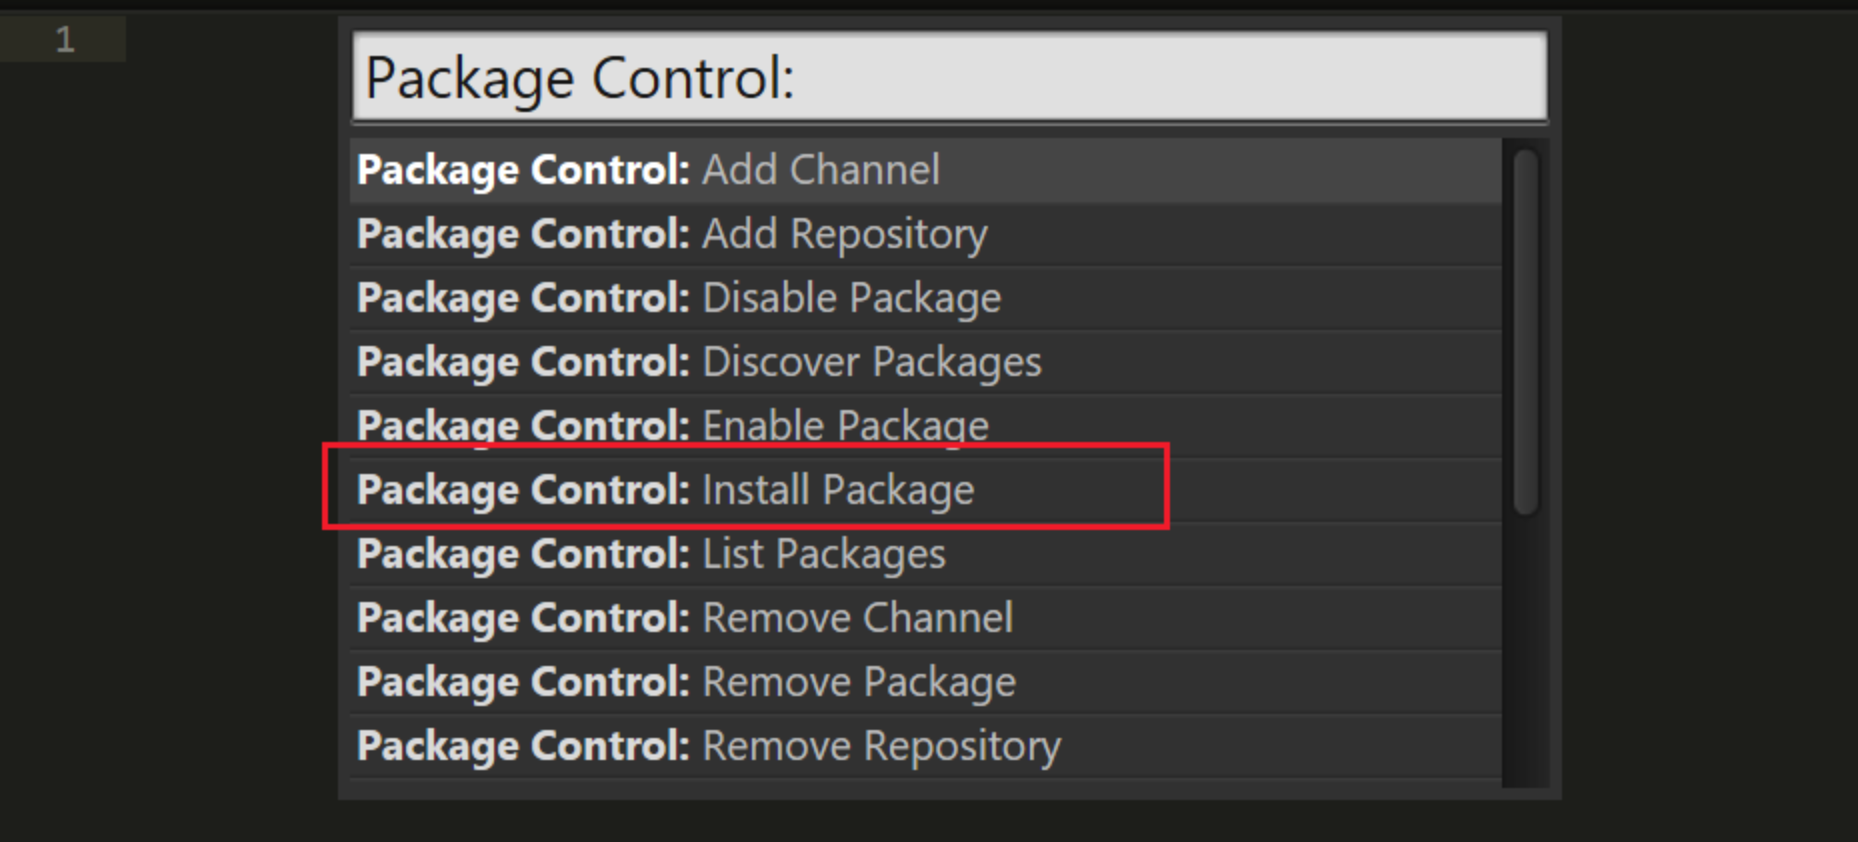 1
Package Control:
Package Control: Add Channel
Package Control: Add Repository
Package Control: Disable Package
Package Control: Discover Packages
Package Control: Enable Package
Package Control: Install Package
Package Control: List Packages
Package Control: Remove Channel
Package Control: Remove Package
Package Control: Remove Repository